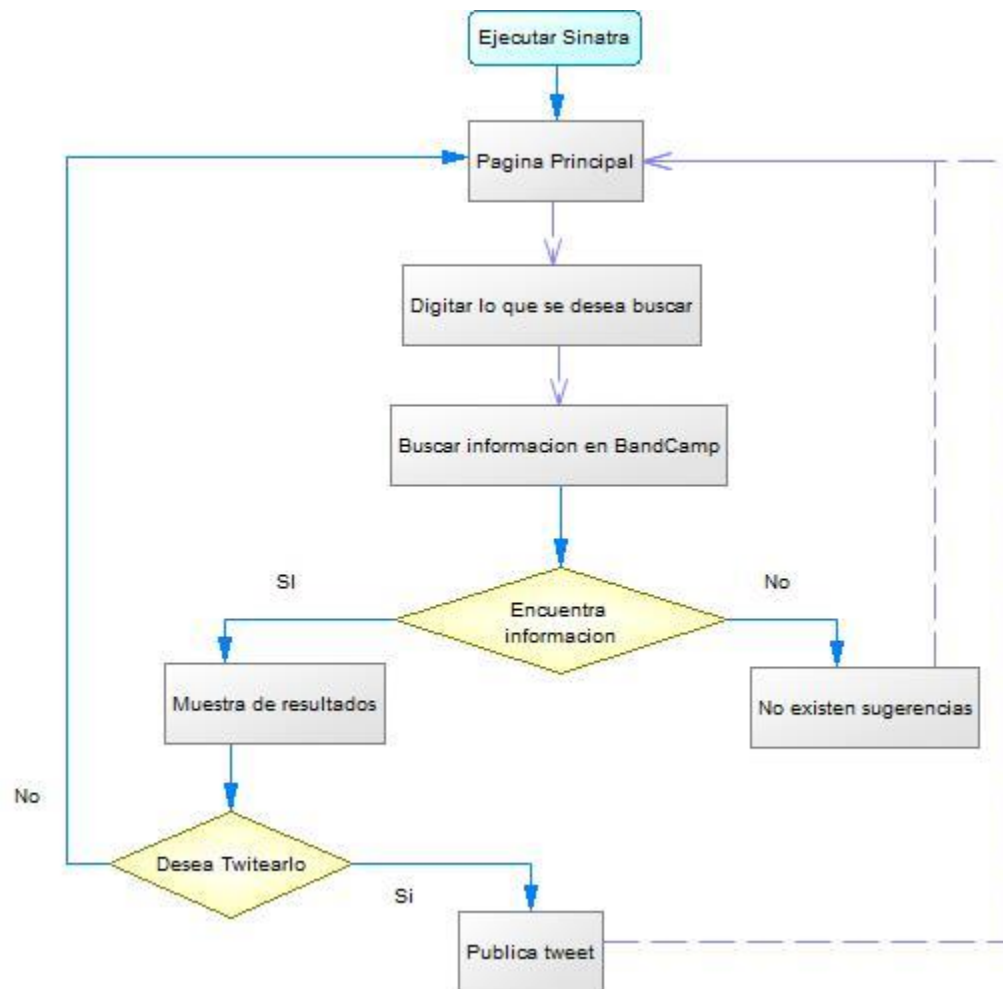 Ejecutar Sinatra
Pagina Principal
Digitar lo que se desea buscar
Buscar informacion en BandCamp
SI
Encuentra
informacion
No
Muestra de resultados
No existen sugerencias
No
Desea Twitearlo
Si
Publica tweet